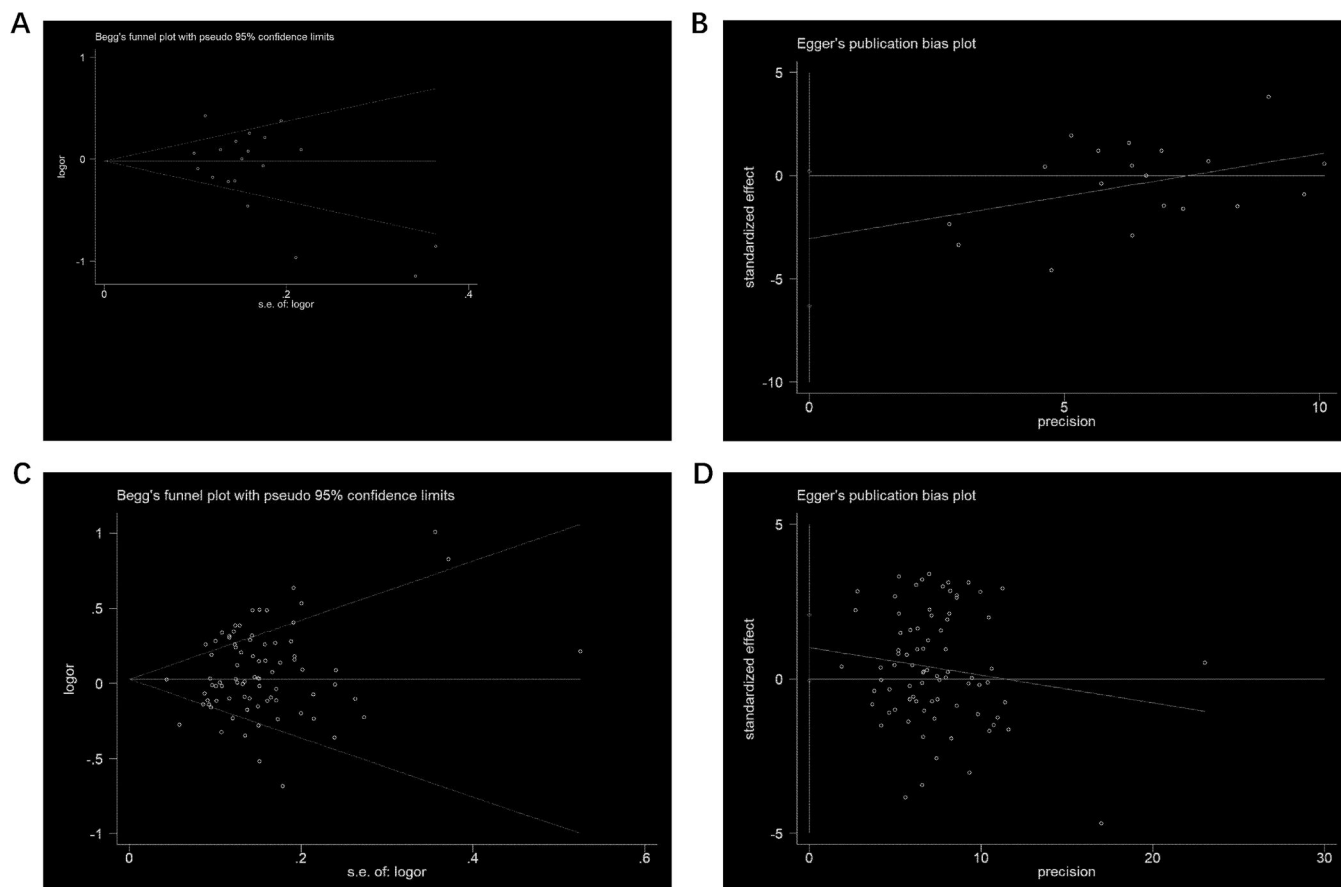 A
Begg's funnel plot with pseudo 95% confidence limits
1
0
-1
logor
0
.2
.4
s.e. of: logor
B
Egger's publication bias plot
5
0
-5
-10
standardized effect
0
5
10
precision
C
Begg's funnel plot with pseudo 95% confidence limits
1
.5
0
-.5
-1
logor
0
.2
.4
.6
s.e. of: logor
D
Egger's publication bias plot
5
0
-5
standardized effect
0
10
20
30
precision